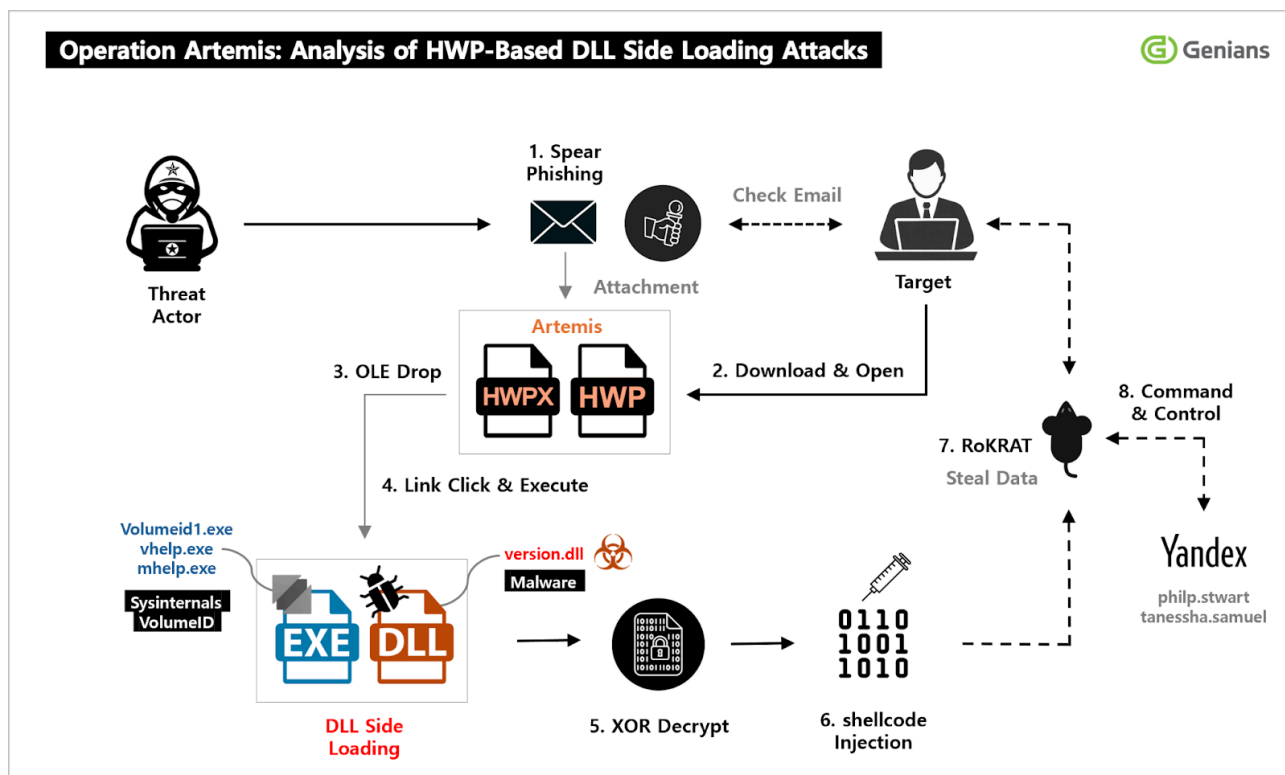 Operation Artemis: Analysis of HWP-Based DLL Side Loading Attacks
Genians
1. Spear
Phishing
Check Email
Threat
Actor
Attachment
Target
Artemis
HWPX
HWP
3. OLE Drop
2. Download & Open
8. Command
& Control
7. RoKRAT
Steal Data
4. Link Click & Execute
Volumeid1.exe
vhelp.exe
mhelp.exe
Sysinternals
VolumeID
version.dll
Malware
EXE
DLL
DLL Side
Loading
5. XOR Decrypt
0110
1001
1010
6. shellcode
Injection
Yandex
philp.stwart
tanessha.samuel